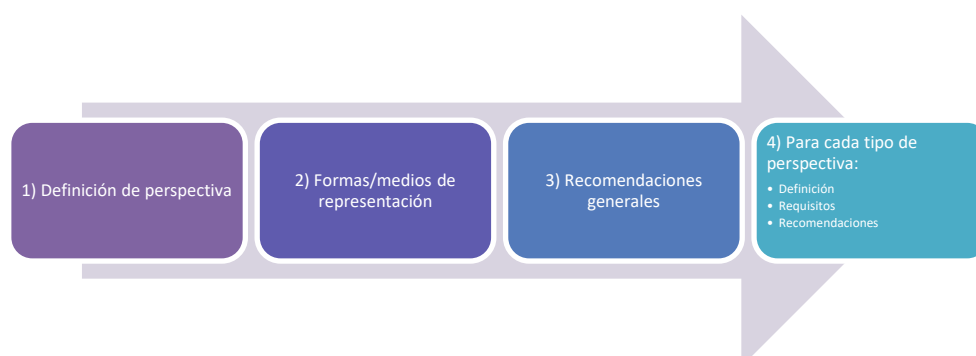 1) Definición de perspectiva
2) Formas/medios de
representación
3) Recomendaciones
generales
4) Para cada tipo de
perspectiva:
• Definición
• Requisitos
• Recomendaciones